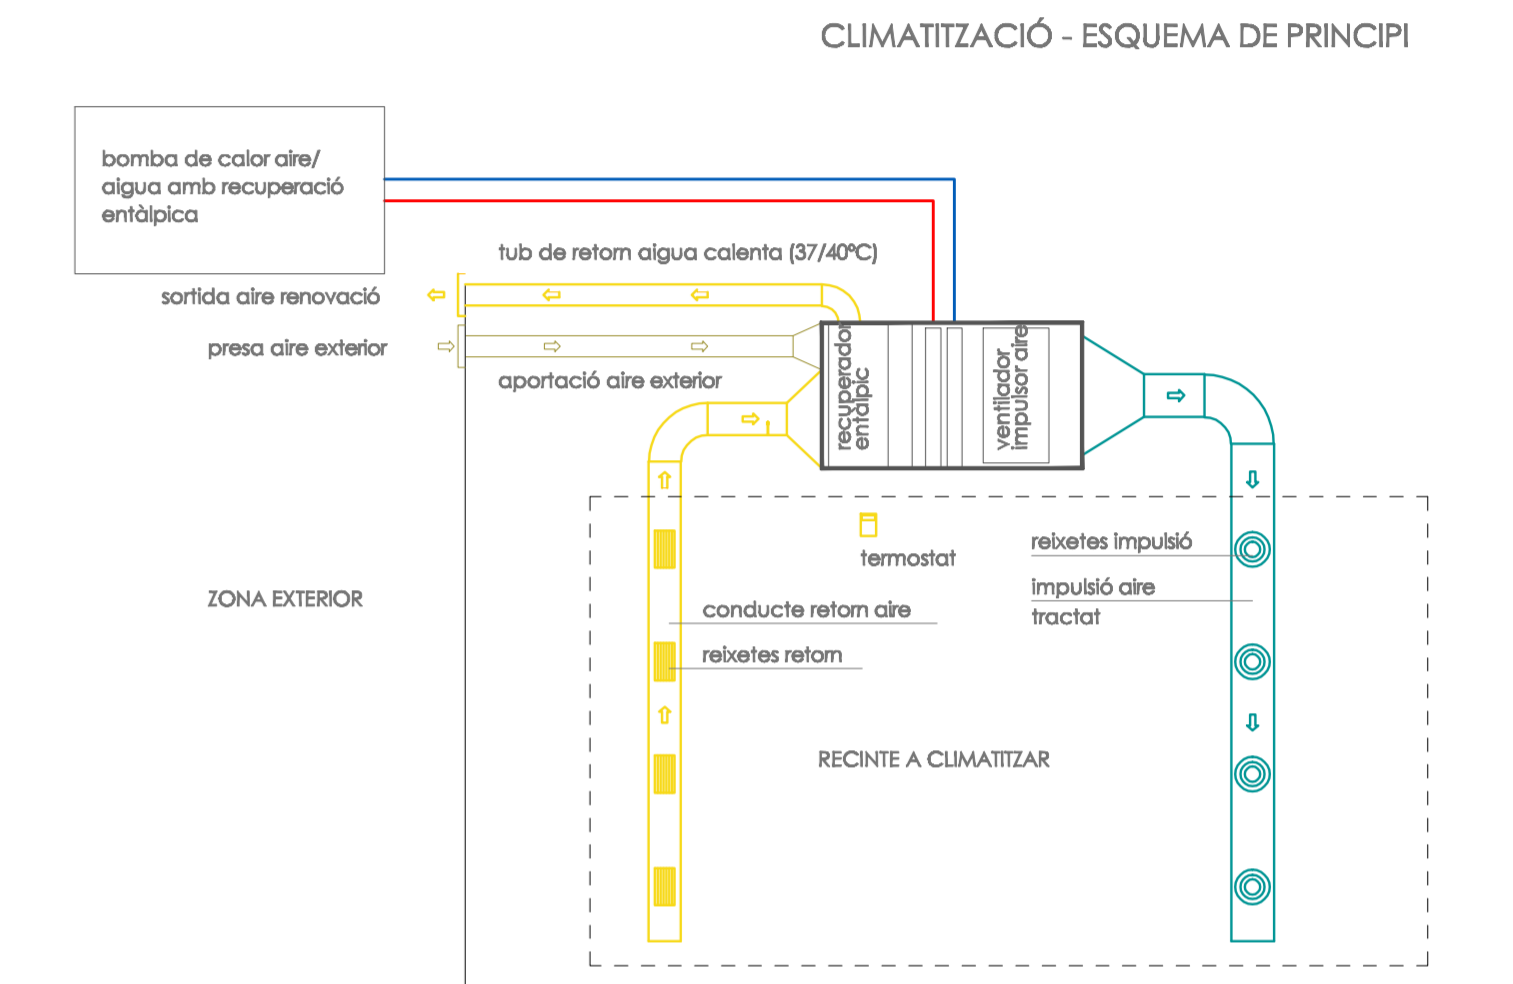 CLIMATITZACIÓ - ESQUEMA DE PRINCIPI
bomba de calor aire/
aigua amb recuperació
entàlpica
tub de retorn aigua calenta (37/40ºC)
sortida aire renovació
presa aire exterior
aportació aire exterior
recuperador
entàlpic
ventilador
impulsor aire
termostat
reixetes impulsió
impulsió aire
tractat
ZONA EXTERIOR
conducte retorn aire
reixetes retorn
RECINTE A CLIMATITZAR